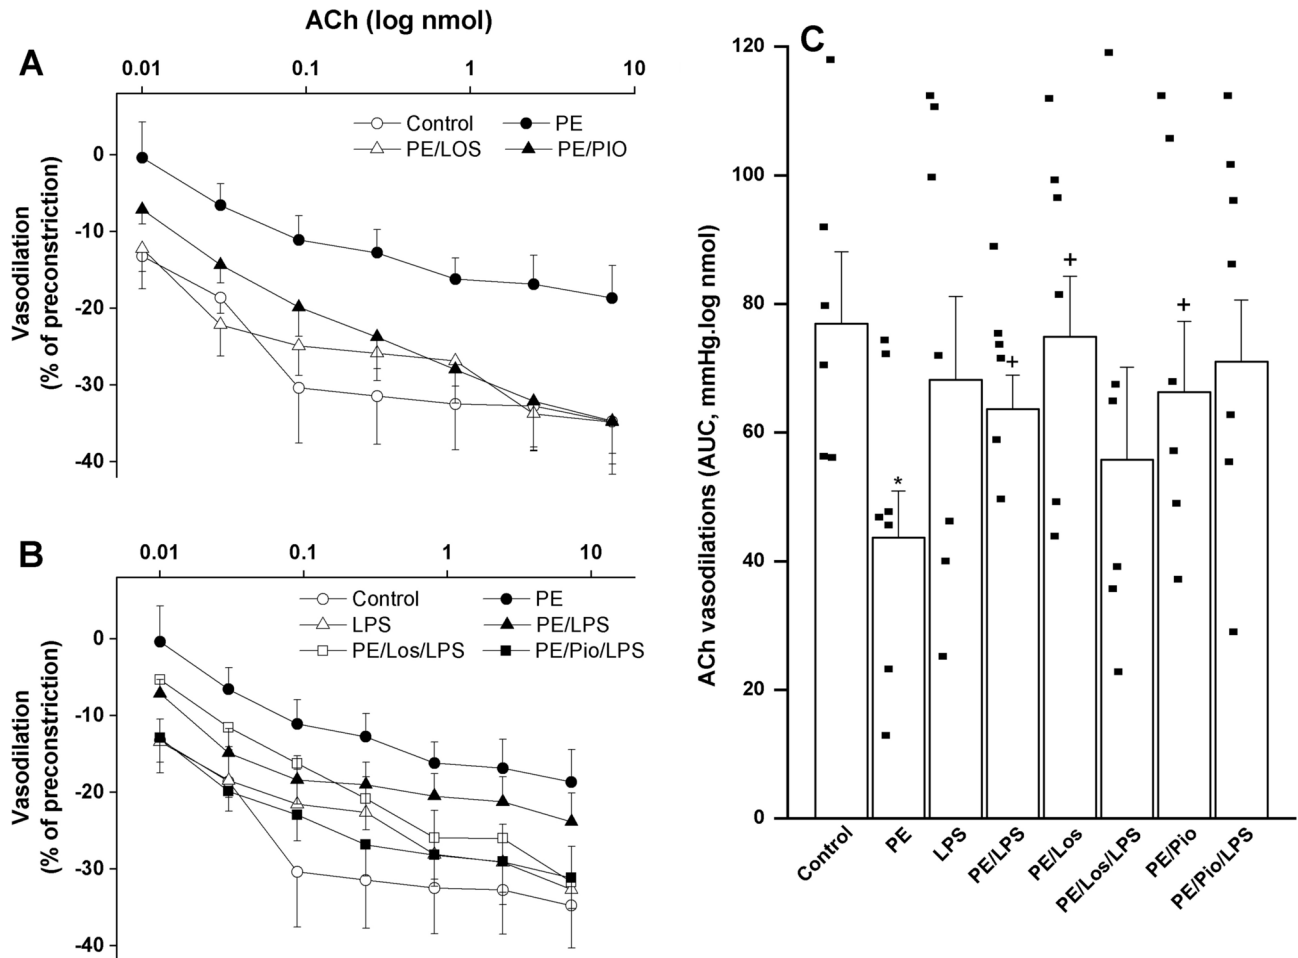 ACh (log nmol)
A
0.01 0.1 1 10
Control PE
PE/LOS PE/PIO
Vasodilation
(% of preconstriction)
0
-10
-20
-30
-40
B
0.01 0.1 1 10
Control PE
LPS PE/LPS
PE/Los/LPS PE/Pio/LPS
Vasodilation
(% of preconstriction)
0
-10
-20
-30
-40
C
ACh vasodilations (AUC, mmHg.log nmol)
120
100
80
60
40
20
0
*
+
+
+
Control
PE
LPS
PE/LPS
PE/Los
PE/Los/LPS
PE/Pio
PE/Pio/LPS